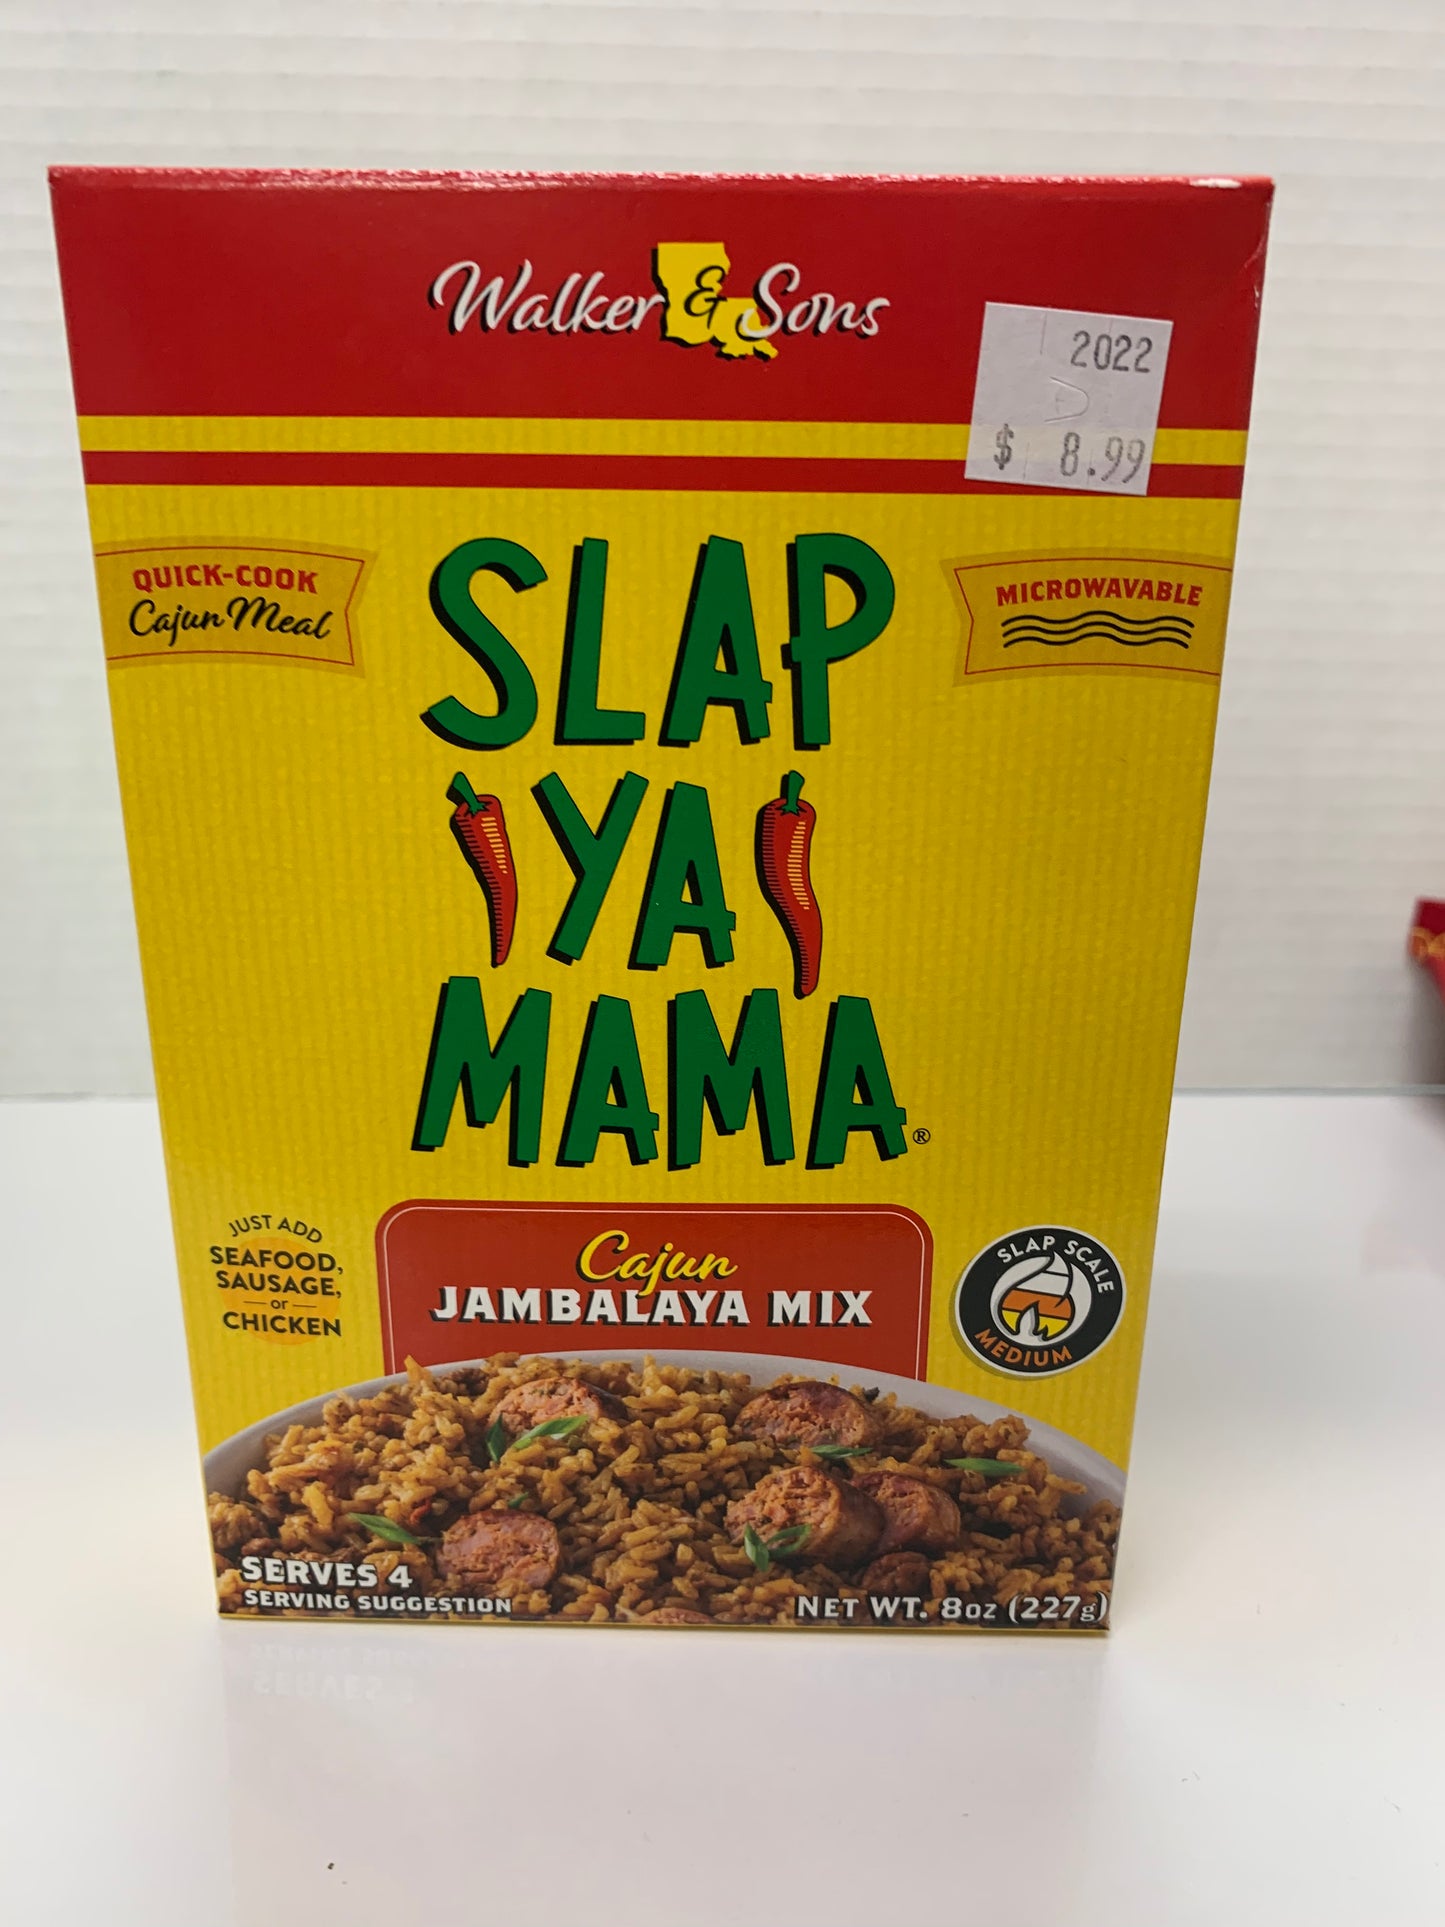 Walker & Sons
2022
$ 8.99
QUICK-COOK
Cajun Meal
MICROWAVABLE
SLAP
YA
MAMA®
JUST ADD
SEAFOOD,
SAUSAGE,
or
CHICKEN
Cajun
JAMBALAYA MIX
SLAP SCALE
MEDIUM
SERVES 4
SERVING SUGGESTION
NET WT. 8oz (227g)